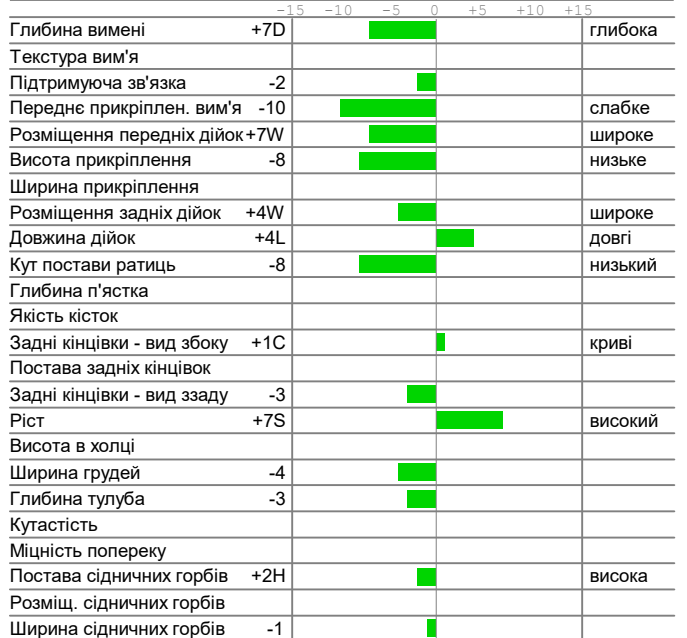 -15 -10 -5 0 +5 +10 +15
Глибина вимені +7D глибока
Текстура вим'я
Підтримуюча зв'язка -2
Переднє прикріплен. вим'я -10 слабке
Розміщення передніх дійок +7W широке
Висота прикріплення -8 низьке
Ширина прикріплення
Розміщення задніх дійок +4W широке
Довжина дійок +4L довгі
Кут постави ратиць -8 низький
Глибина п'ястка
Якість кісток
Задні кінцівки - вид збоку +1C криві
Постава задніх кінцівок
Задні кінцівки - вид ззаду -3
Ріст +7S високий
Висота в холці
Ширина грудей -4
Глибина тулуба -3
Кутастість
Міцність попереку
Постава сідничних горбів +2H висока
Розміщ. сідничних горбів
Ширина сідничних горбів -1